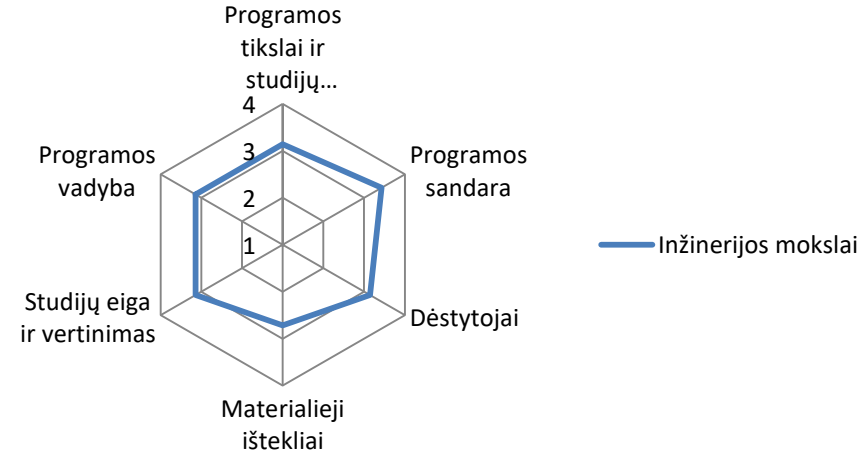 Programos
tikslai ir
studijų...
4
3
2
1
Programos
sandara
Dėstytojai
Materialieji
ištekliai
Studijų eiga
ir vertinimas
Programos
vadyba
Inžinerijos mokslai